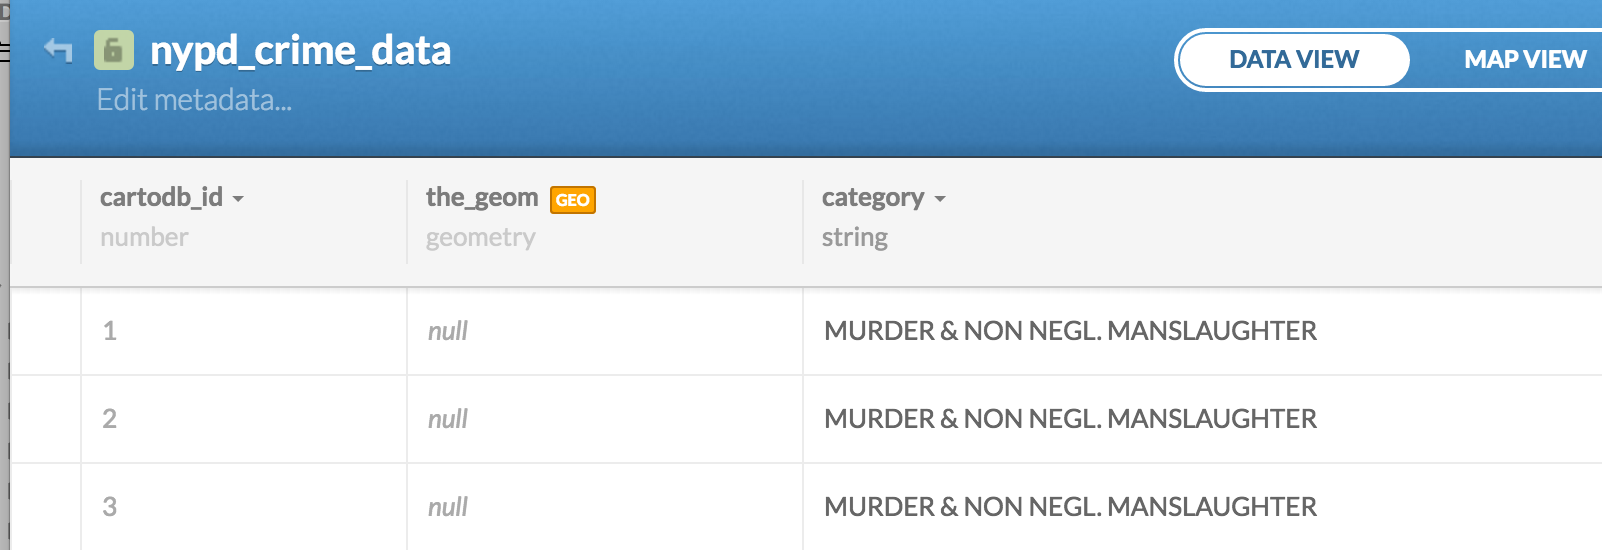 nypd_crime_data
Edit metadata...
DATA VIEW MAP VIEW
cartodb_id the_geom GEO category
number geometry string
1 null MURDER & NON NEGL. MANSLAUGHTER
2 null MURDER & NON NEGL. MANSLAUGHTER
3 null MURDER & NON NEGL. MANSLAUGHTER